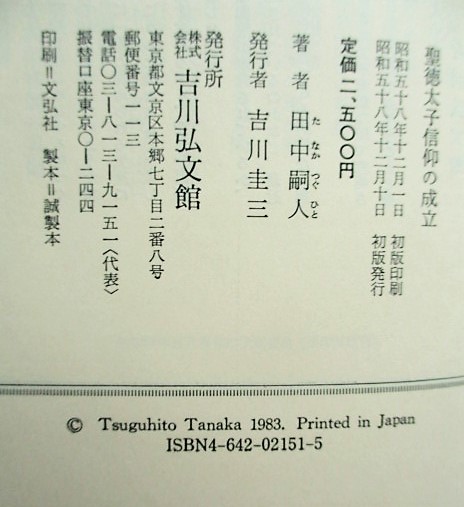 聖徳太子信仰の成立
昭和五十八年十二月一日　初版印刷
昭和五十八年十二月十日　初版発行
定価二、五〇〇円
著者　田中嗣人
たなかつぐひと
発行者　吉川圭三
発行所
株式会社　吉川弘文館
東京都文京区本郷七丁目二番八号
郵便番号一一三
電話〇三―八一三―九一五一〈代表〉
振替口座東京〇―二四四
印刷＝文弘社　製本＝誠製本
© Tsuguhito Tanaka 1983. Printed in Japan
ISBN4-642-02151-5